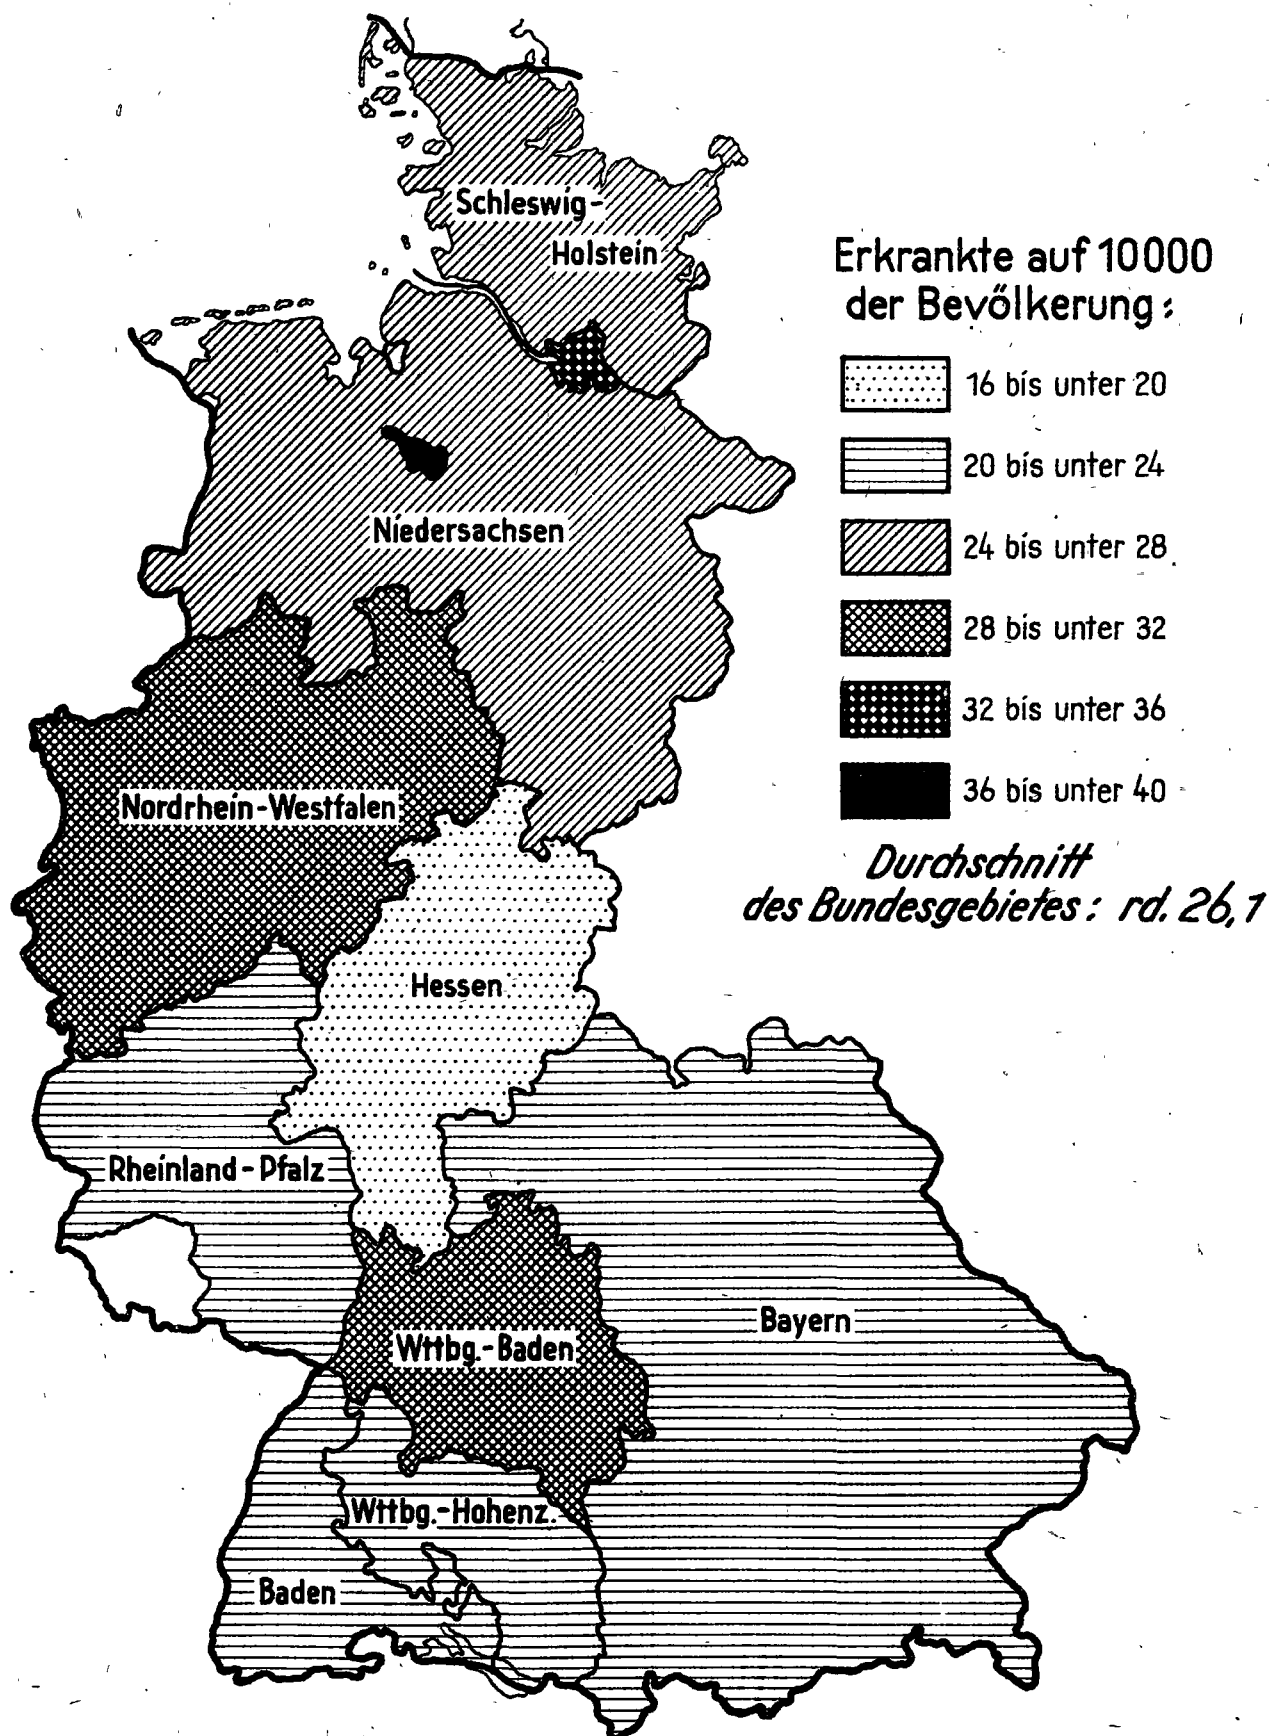 Schleswig-
Holstein
Niedersachsen
Nordrhein-Westfalen
Hessen
Rheinland-Pfalz
Bayern
Wttbg.-Baden
Wttbg.-Hohenz.
Baden
Erkrankte auf 10000
der Bevölkerung:
16 bis unter 20
20 bis unter 24
24 bis unter 28
28 bis unter 32
32 bis unter 36
36 bis unter 40
Durchschnitt
des Bundesgebietes: rd. 26,1